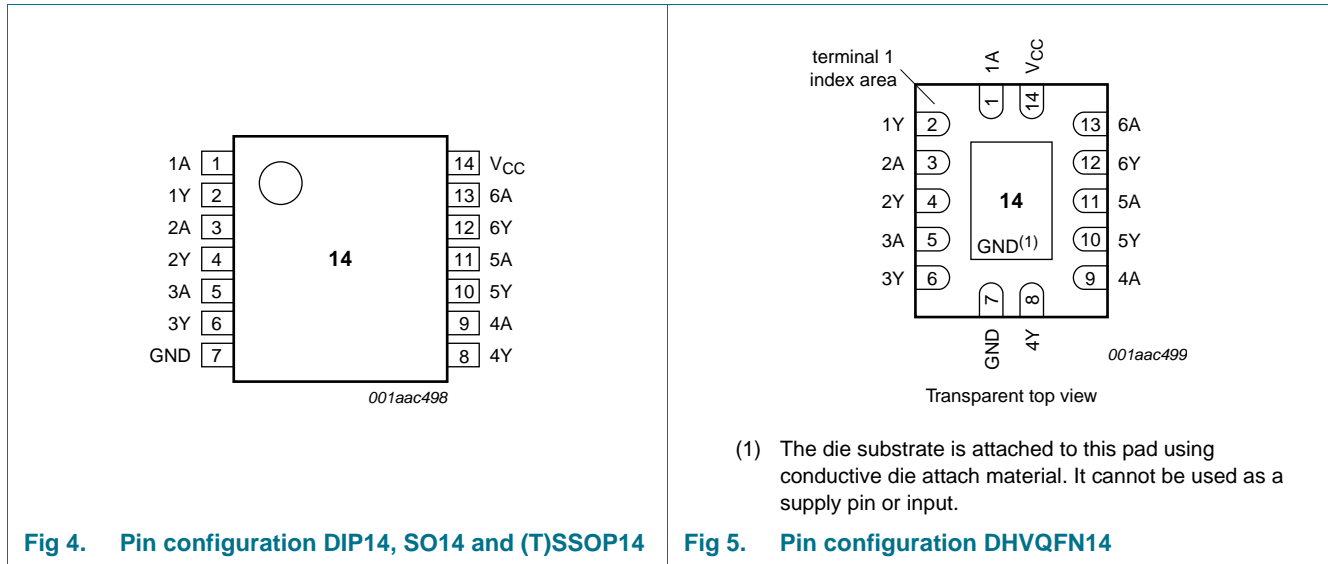 1A 1
1Y 2
2A 3
2Y 4
3A 5
3Y 6
GND 7
14
14 VCC
13 6A
12 6Y
11 5A
10 5Y
9 4A
8 4Y
001aac498
Fig 4. Pin configuration DIP14, SO14 and (T)SSOP14
terminal 1
index area
1A
VCC
1
14
1Y 2
2A 3
2Y 4
3A 5
3Y 6
14
GND(1)
13 6A
12 6Y
11 5A
10 5Y
9 4A
7
8
GND
4Y
001aac499
Transparent top view
(1) The die substrate is attached to this pad using
conductive die attach material. It cannot be used as a
supply pin or input.
Fig 5. Pin configuration DHVQFN14